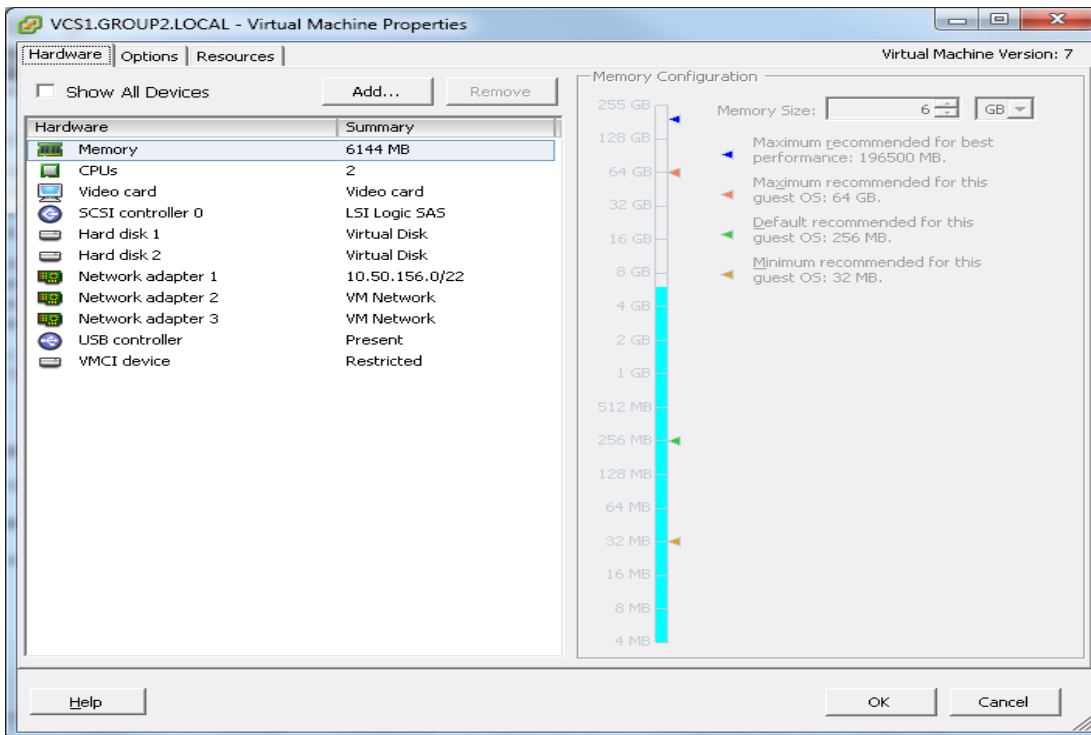 VCS1.GROUP2.LOCAL - Virtual Machine Properties
Hardware Options Resources Virtual Machine Version: 7
Show All Devices Add... Remove
Hardware Summary
Memory 6144 MB
CPUs 2
Video card Video card
SCSI controller 0 LSI Logic SAS
Hard disk 1 Virtual Disk
Hard disk 2 Virtual Disk
Network adapter 1 10.50.156.0/22
Network adapter 2 VM Network
Network adapter 3 VM Network
USB controller Present
VMCI device Restricted
Memory Configuration
Memory Size: 6 GB
255 GB
128 GB
64 GB
32 GB
16 GB
8 GB
4 GB
2 GB
1 GB
512 MB
256 MB
128 MB
64 MB
32 MB
16 MB
8 MB
4 MB
Maximum recommended for best
performance: 196500 MB.
Maximum recommended for this
guest OS: 64 GB.
Default recommended for this
guest OS: 256 MB.
Minimum recommended for this
guest OS: 32 MB.
Help OK Cancel